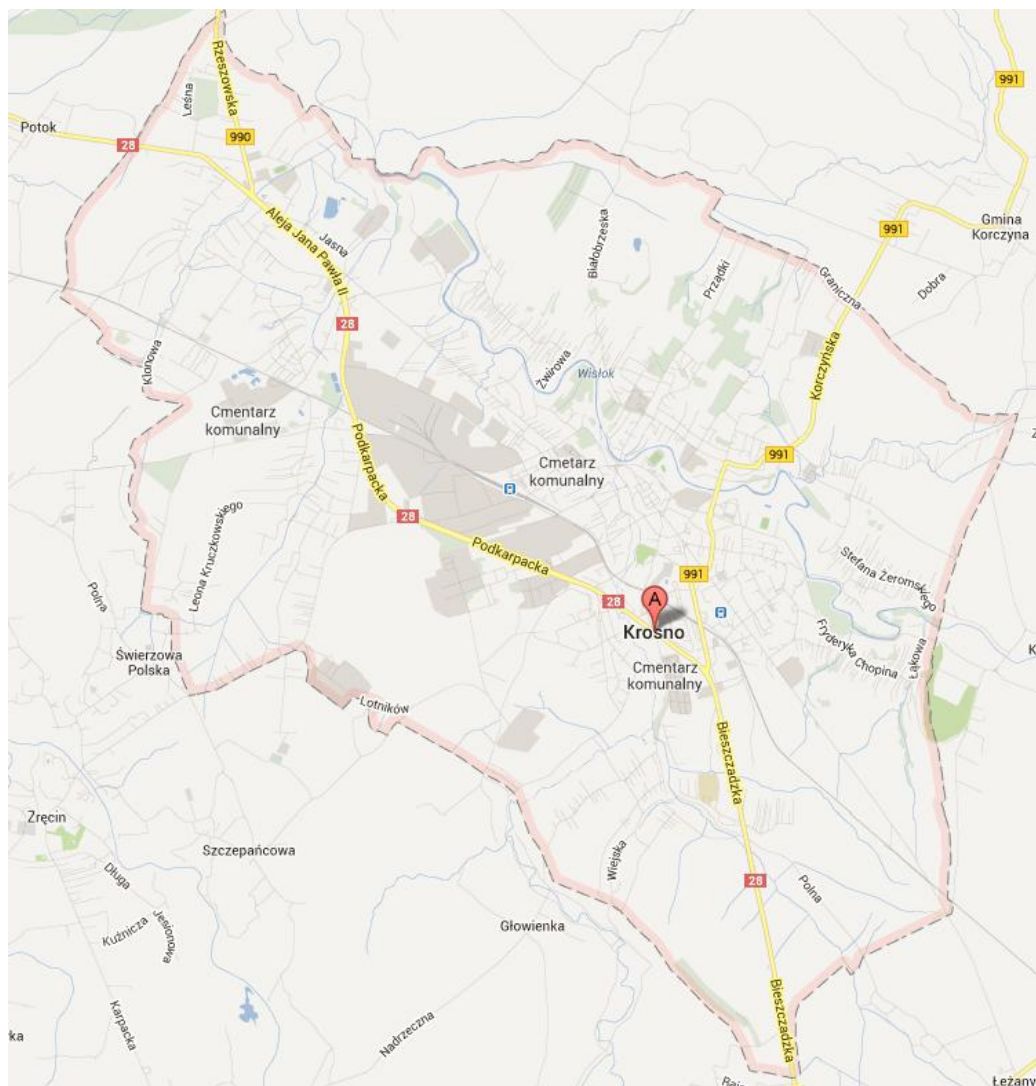 Rzeszowska
Leśna
991
Potok
28
990
Gmina
Korczyna
991
Aleja Jana Pawła II
Jasna
Białobrzeska
Prządki
Graniczna
Dobra
28
Klonowa
Żwirowa
Wisłok
Korczyńska
Cmentarz
komunalny
Podkarpacka
Cmetarz
komunalny
991
28
Leona Kruczkowskiego
Podkarpacka
Stefana Żeromskiego
991
28
A
Polna
Krosno
Fryderyka Chopina
Łąkowa
Świerzowa
Polska
Cmentarz
komunalny
Lotników
Bieszczadzka
Zręcin
Szczepańcowa
Wiejska
Długa
28
Polna
Kuźnicza
Jesionowa
Głowienka
Karpacka
Nadrzeczna
Bieszczadzka
ka
Łężany